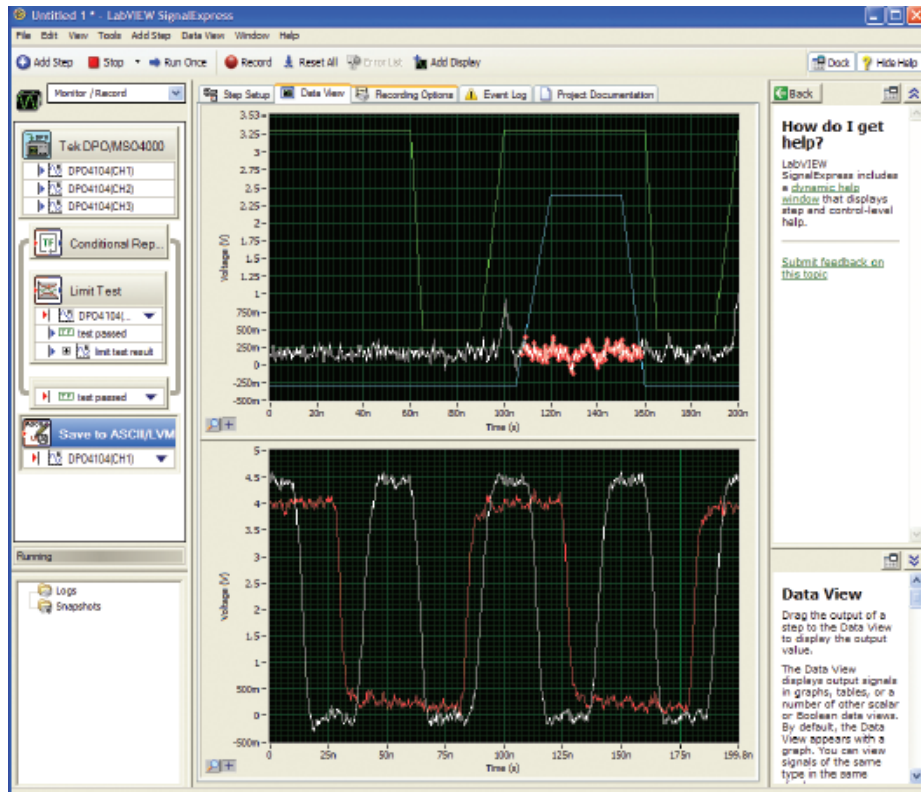 Untitled 1 * - LabVIEW SignalExpress
File Edit View Tools Add Step Data View Window Help
Add Step Stop Run Once Record Reset All Error List Add Display Dock Hide Help
Monitor / Record
Step Setup Data View Recording Options Event Log Project Documentation
Back
Tek DPO/MSO4000
DPO4104(CH1)
DPO4104(CH2)
DPO4104(CH3)
Conditional Rep...
Limit Test
DPO4104(...
test passed
limit test result
test passed
Save to ASCII/LVM
DPO4104(CH1)
Running
Logs
Snapshots
Voltage (V)
3.53
3.25
3
2.75
2.5
2.25
2
1.75
1.5
1.25
1
750m
500m
250m
0
-250m
-500m
0 20n 40n 60n 80n 100n 120n 140n 160n 180n 200n
Time (s)
Voltage (V)
5
4.5
4
3.5
3
2.5
2
1.5
1
500m
0
-500m
0 25n 50n 75n 100n 125n 150n 175n 199.8n
Time (s)
How do I get
help?
LabVIEW
SignalExpress includes
a dynamic help
window that displays
step and control-level
help.
Submit feedback on
this topic
Data View
Drag the output of a
step to the Data View
to display the output
value.
The Data View
displays output signals
in graphs, tables, or a
number of other scalar
or Boolean data views.
By default, the Data
View appears with a
graph. You can view
signals of the same
type in the same